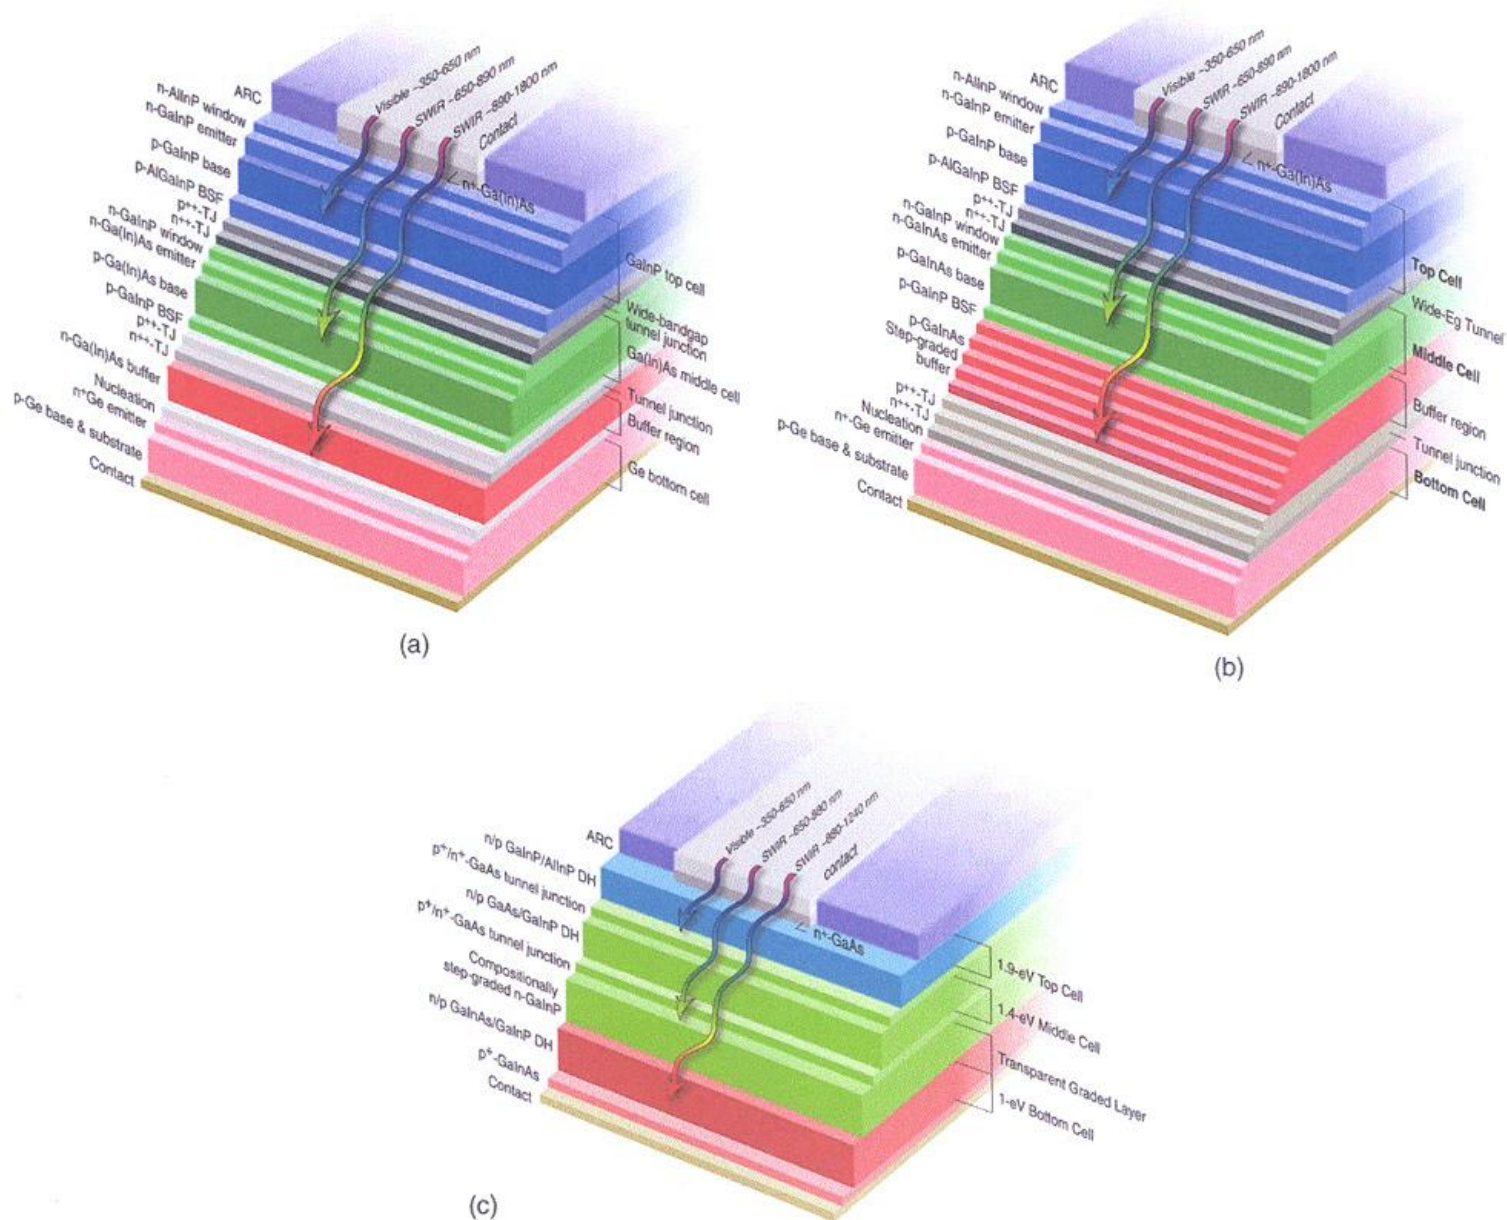 Visible ~350-650 nm
SWIR ~650-890 nm
SWIR ~890-1800 nm
Contact
n⁺-Ga(In)As
ARC
n-AlInP window
n-GaInP emitter
p-GaInP base
p-AlGaInP BSF
p⁺⁺-TJ
n⁺⁺-TJ
n-GaInP window
n-Ga(In)As emitter
p-Ga(In)As base
p-GaInP BSF
p⁺⁺-TJ
n⁺⁺-TJ
n-Ga(In)As buffer
Nucleation
n⁺Ge emitter
p-Ge base & substrate
Contact
GaInP top cell
Wide-bandgap
tunnel junction
Ga(In)As middle cell
Tunnel junction
Buffer region
Ge bottom cell
(a)
Visible ~350-650 nm
SWIR ~650-890 nm
SWIR ~890-1800 nm
Contact
n⁺-Ga(In)As
ARC
n-AlInP window
n-GaInP emitter
p-GaInP base
p-AlGaInP BSF
p⁺⁺-TJ
n⁺⁺-TJ
n-GaInP window
n-GaInAs emitter
p-GaInAs base
p-GaInP BSF
p-GaInAs
Step-graded
buffer
p⁺⁺-TJ
n⁺⁺-TJ
Nucleation
n⁺-Ge emitter
p-Ge base & substrate
Contact
Top Cell
Wide-Eg Tunnel
Middle Cell
Buffer region
Tunnel junction
Bottom Cell
(b)
Visible ~350-650 nm
SWIR ~650-890 nm
SWIR ~890-1240 nm
contact
n⁺-GaAs
ARC
n/p GaInP/AlInP DH
p⁺/n⁺-GaAs tunnel junction
n/p GaAs/GaInP DH
p⁺/n⁺-GaAs tunnel junction
Compositionally
step-graded n-GaInP
n/p GaInAs/GaInP DH
p⁺-GaInAs
Contact
1.9-eV Top Cell
1.4-eV Middle Cell
Transparent Graded Layer
1-eV Bottom Cell
(c)